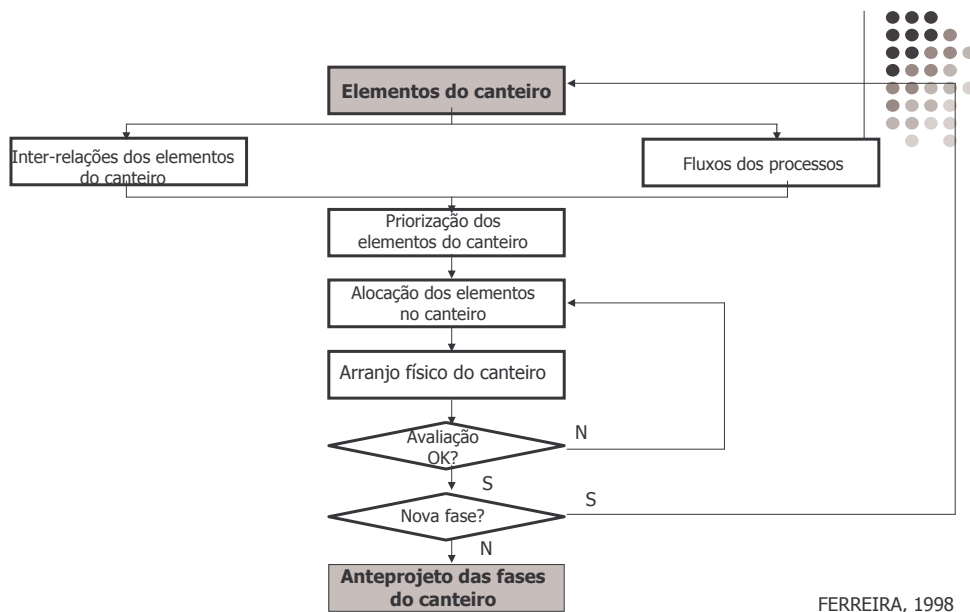 Elementos do canteiro
Inter-relações dos elementos
do canteiro
Fluxos dos processos
Priorização dos
elementos do canteiro
Alocação dos elementos
no canteiro
Arranjo físico do canteiro
Avaliação
OK?
N
S
Nova fase?
S
N
Anteprojeto das fases
do canteiro
FERREIRA, 1998